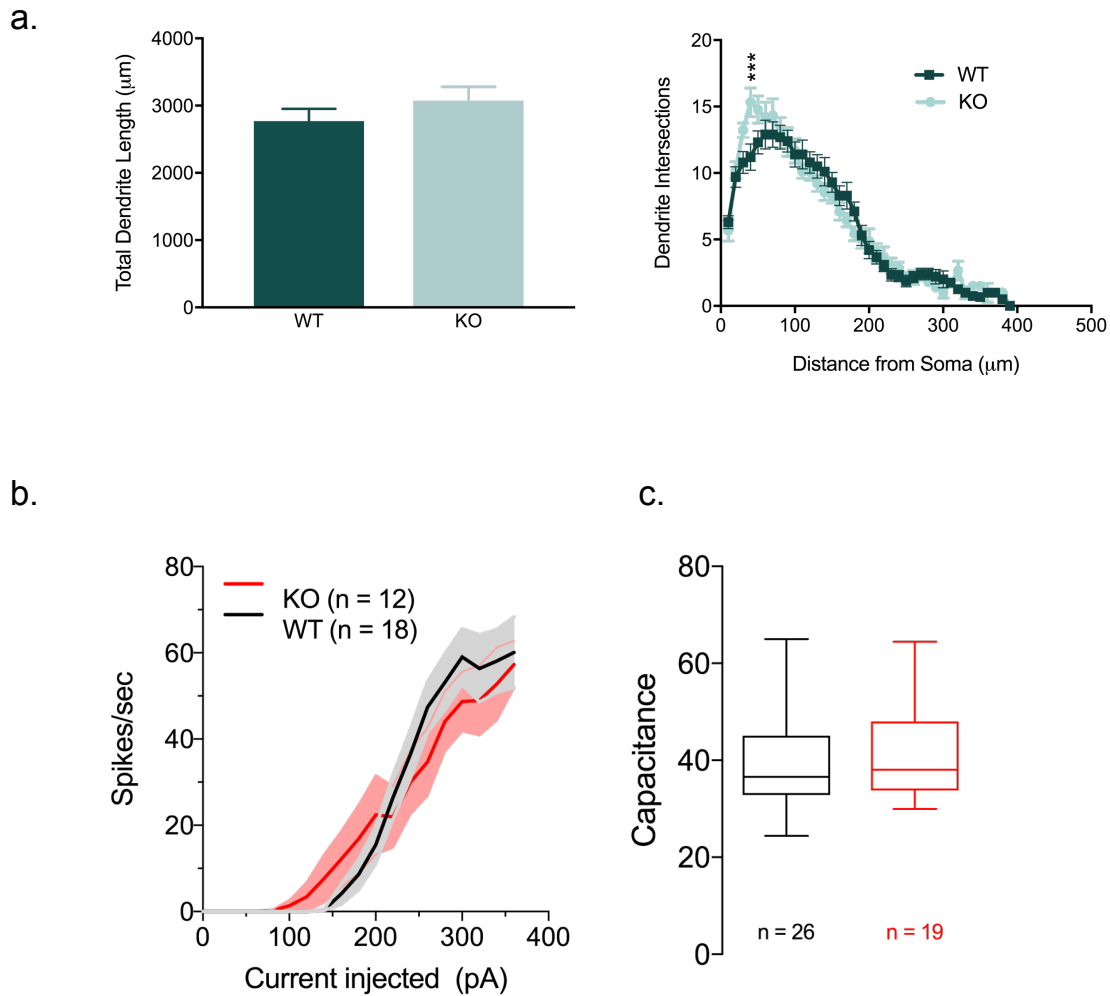 a.
4000
3000
2000
1000
0
Total Dendrite Length (μm)
WT
KO
20
15
10
5
0
Dendrite Intersections
***
WT
KO
0
100
200
300
400
500
Distance from Soma (μm)
b.
80
60
40
20
0
Spikes/sec
KO (n = 12)
WT (n = 18)
0
100
200
300
400
Current injected (pA)
c.
80
60
40
20
0
Capacitance
n = 26
n = 19